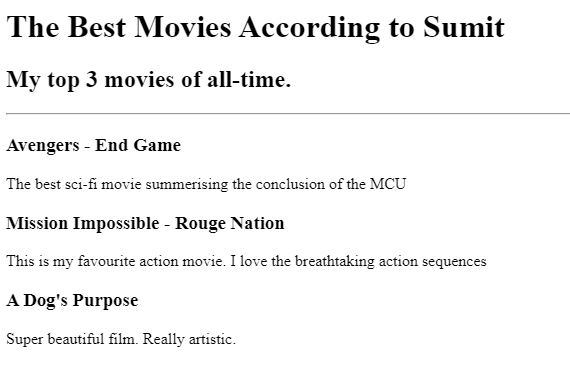 The Best Movies According to Sumit
My top 3 movies of all-time.
Avengers - End Game
The best sci-fi movie summerising the conclusion of the MCU
Mission Impossible - Rouge Nation
This is my favourite action movie. I love the breathtaking action sequences
A Dog's Purpose
Super beautiful film. Really artistic.